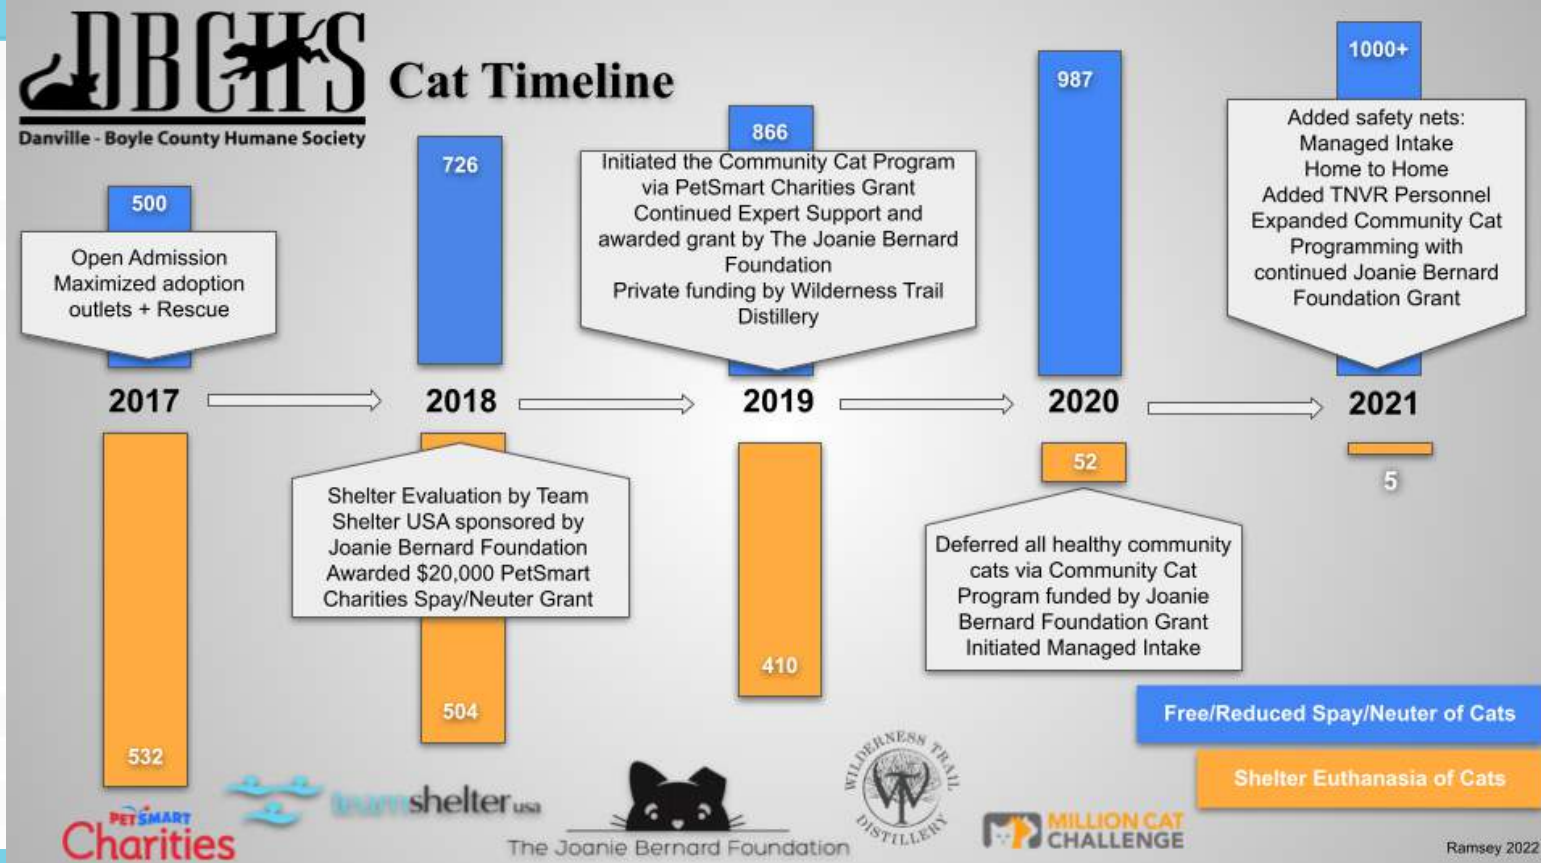 DBCHS
Danville - Boyle County Humane Society
Cat Timeline
500
Open Admission
Maximized adoption
outlets + Rescue
726
866
Initiated the Community Cat Program
via PetSmart Charities Grant
Continued Expert Support and
awarded grant by The Joanie Bernard
Foundation
Private funding by Wilderness Trail
Distillery
987
1000+
Added safety nets:
Managed Intake
Home to Home
Added TNVR Personnel
Expanded Community Cat
Programming with
continued Joanie Bernard
Foundation Grant
2017
2018
2019
2020
2021
532
Shelter Evaluation by Team
Shelter USA sponsored by
Joanie Bernard Foundation
Awarded $20,000 PetSmart
Charities Spay/Neuter Grant
504
410
52
Deferred all healthy community
cats via Community Cat
Program funded by Joanie
Bernard Foundation Grant
Initiated Managed Intake
5
Free/Reduced Spay/Neuter of Cats
Shelter Euthanasia of Cats
PETSMART
Charities
teamshelter usa
The Joanie Bernard Foundation
WILDERNESS TRAIL
WT
DISTILLERY
MILLION CAT
CHALLENGE
Ramsey 2022